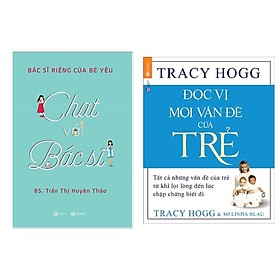 BÁC SĨ RIÊNG CỦA BÉ YÊU
Chat
với
Bác sĩ
BS. Trần Thị Huyên Thảo
TRACY HOGG
ĐỌC VỊ
MỌI VẤN ĐỀ
CỦA
TRẺ
Tất cả những vấn đề của trẻ
từ khi lọt lòng đến lúc
chập chững biết đi
TRACY HOGG & MELINDA BLAU